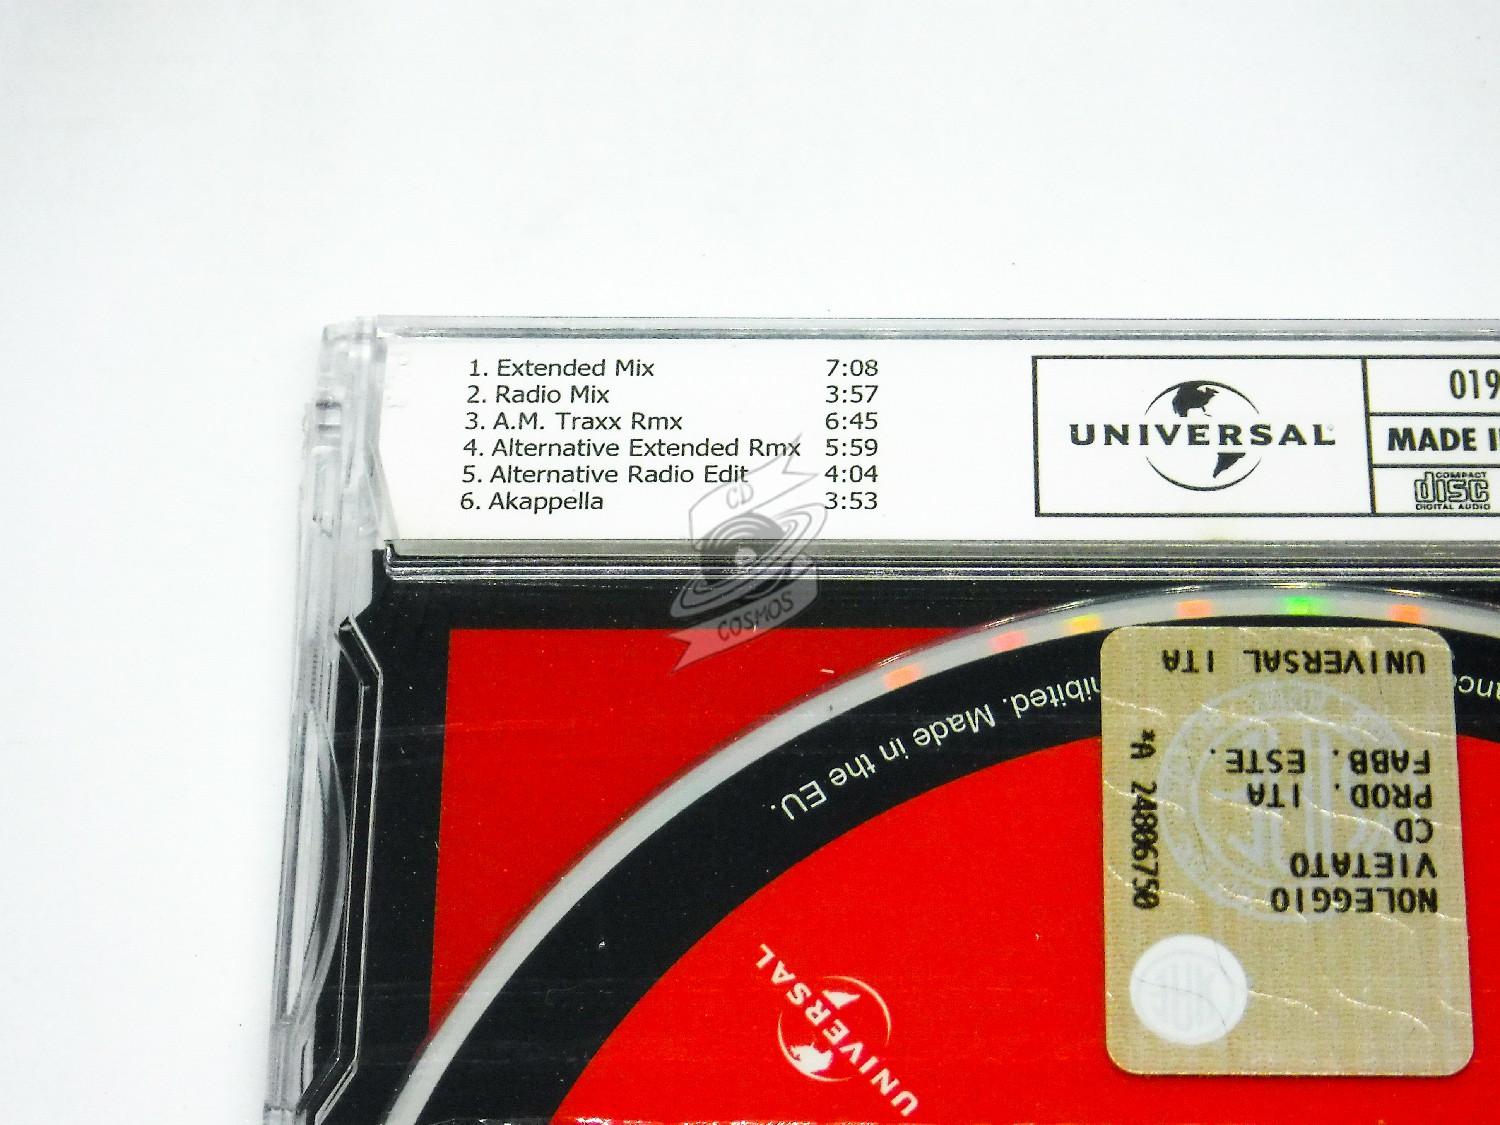 1. Extended Mix 7:08
2. Radio Mix 3:57
3. A.M. Traxx Rmx 6:45
4. Alternative Extended Rmx 5:59
5. Alternative Radio Edit 4:04
6. Akappella 3:53
UNIVERSAL
019
MADE I
COMPACT
disc
DIGITAL AUDIO
CD
COSMOS
Made in the EU.
UNIVERSAL ITA
*A 24806750
FABB. ESTE.
PROD. ITA
CD
VIETATO
NOLEGGIO
UNIVERSAL